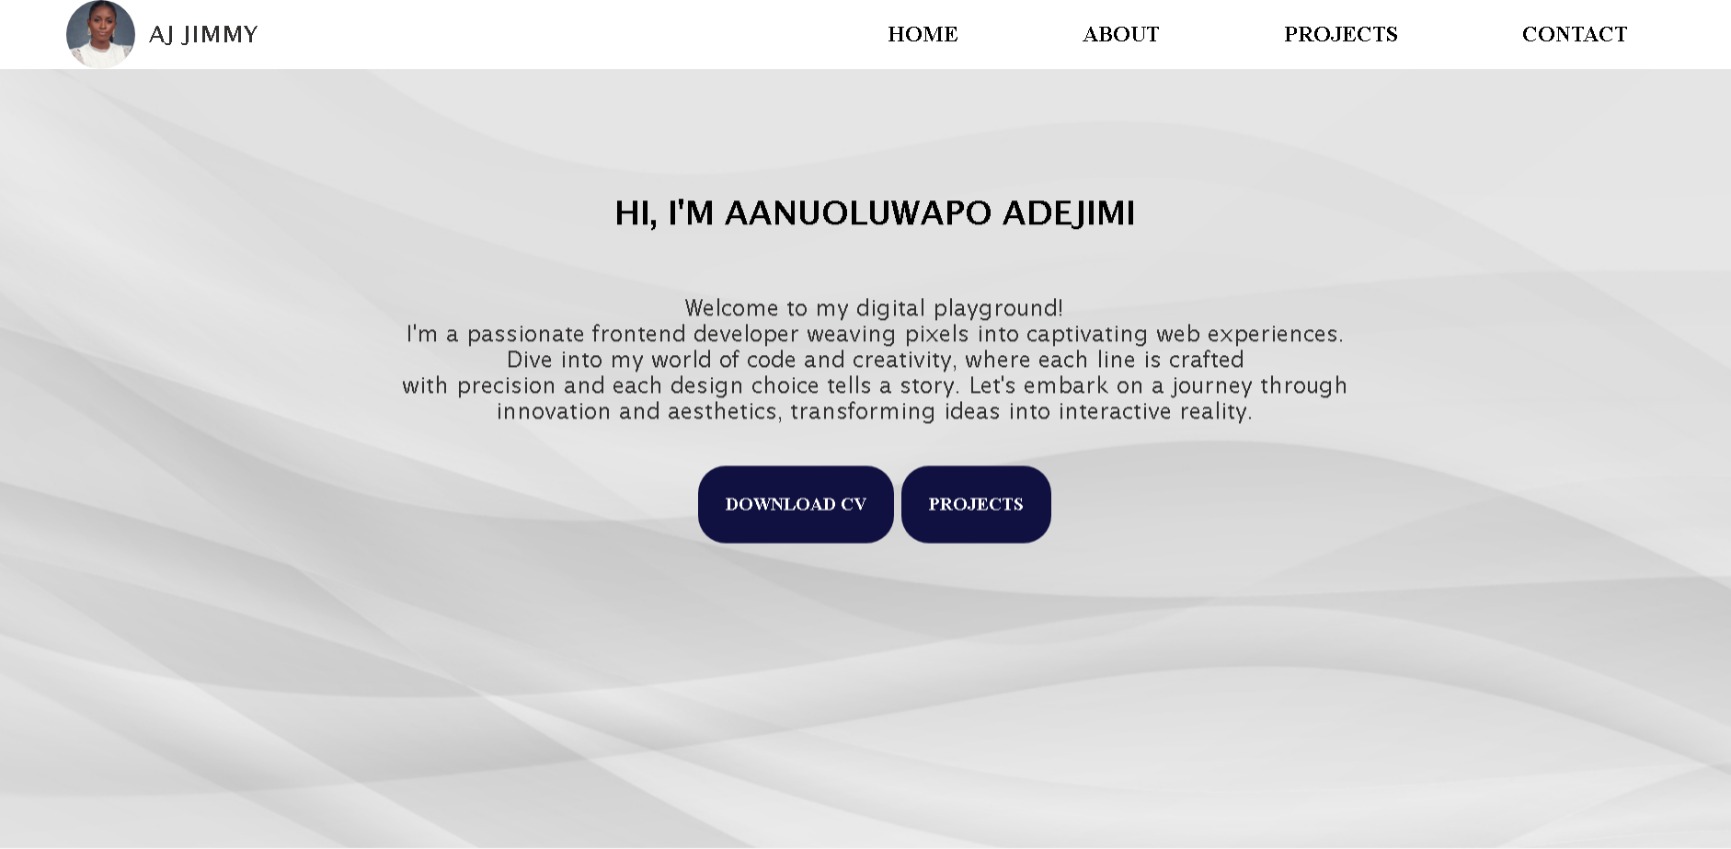 AJ JIMMY
HOME
ABOUT
PROJECTS
CONTACT
HI, I'M AANUOLUWAPO ADEJIMI
Welcome to my digital playground!
I'm a passionate frontend developer weaving pixels into captivating web experiences.
Dive into my world of code and creativity, where each line is crafted
with precision and each design choice tells a story. Let's embark on a journey through
innovation and aesthetics, transforming ideas into interactive reality.
DOWNLOAD CV
PROJECTS